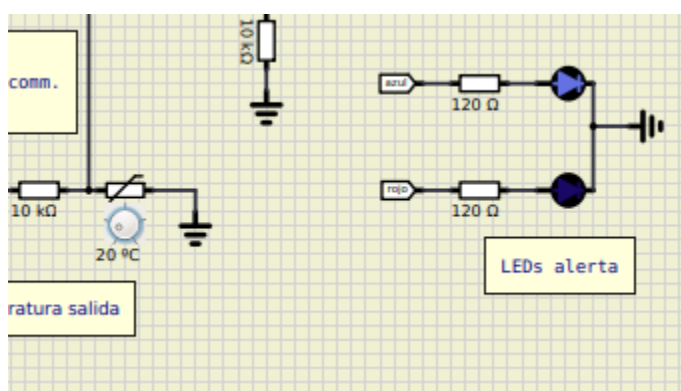 10 kΩ
comm.
azul
120 Ω
rojo
120 Ω
10 kΩ
20 ºC
LEDs alerta
ratura salida